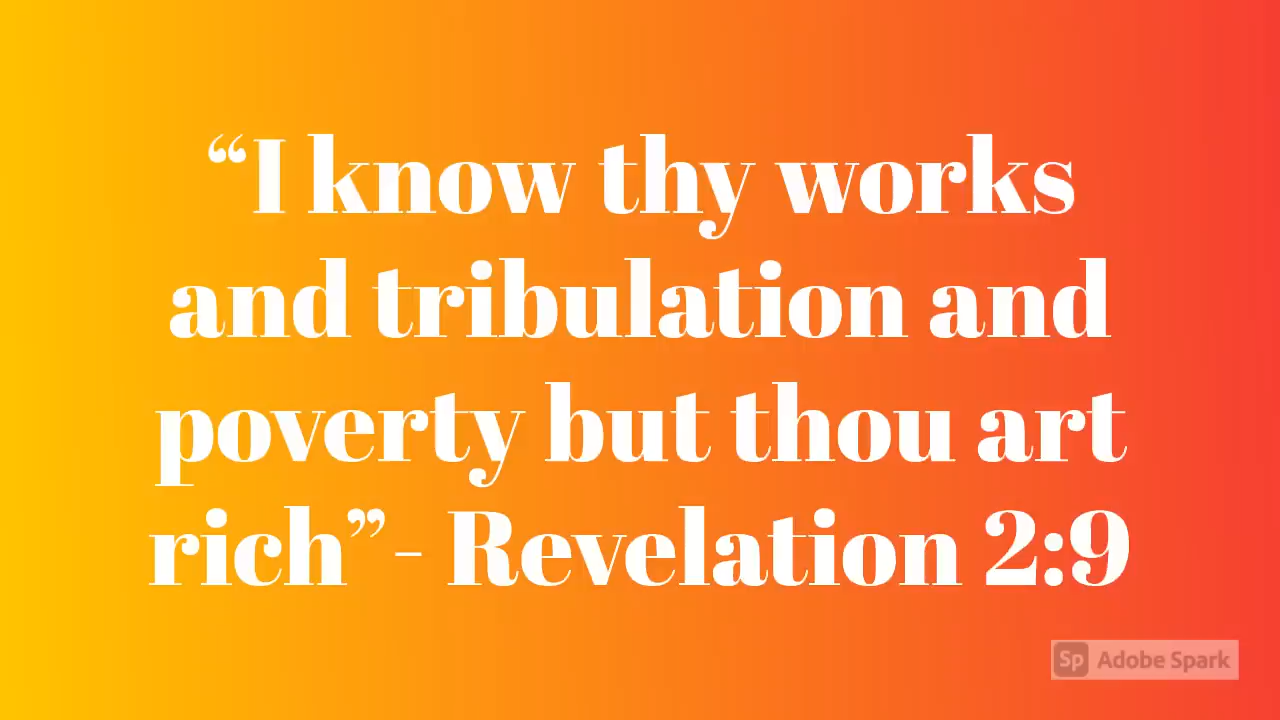 “I know thy works
and tribulation and
poverty but thou art
rich”- Revelation 2:9
Sp Adobe Spark